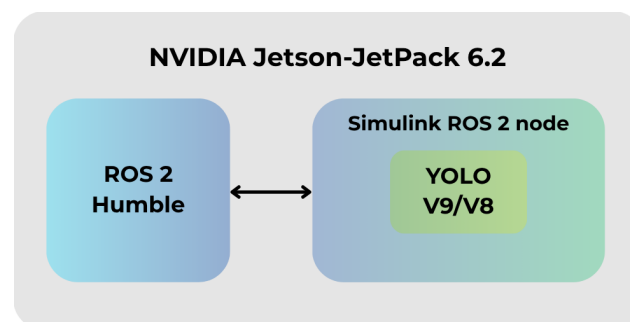 NVIDIA Jetson-JetPack 6.2
ROS 2
Humble
Simulink ROS 2 node
YOLO
V9/V8